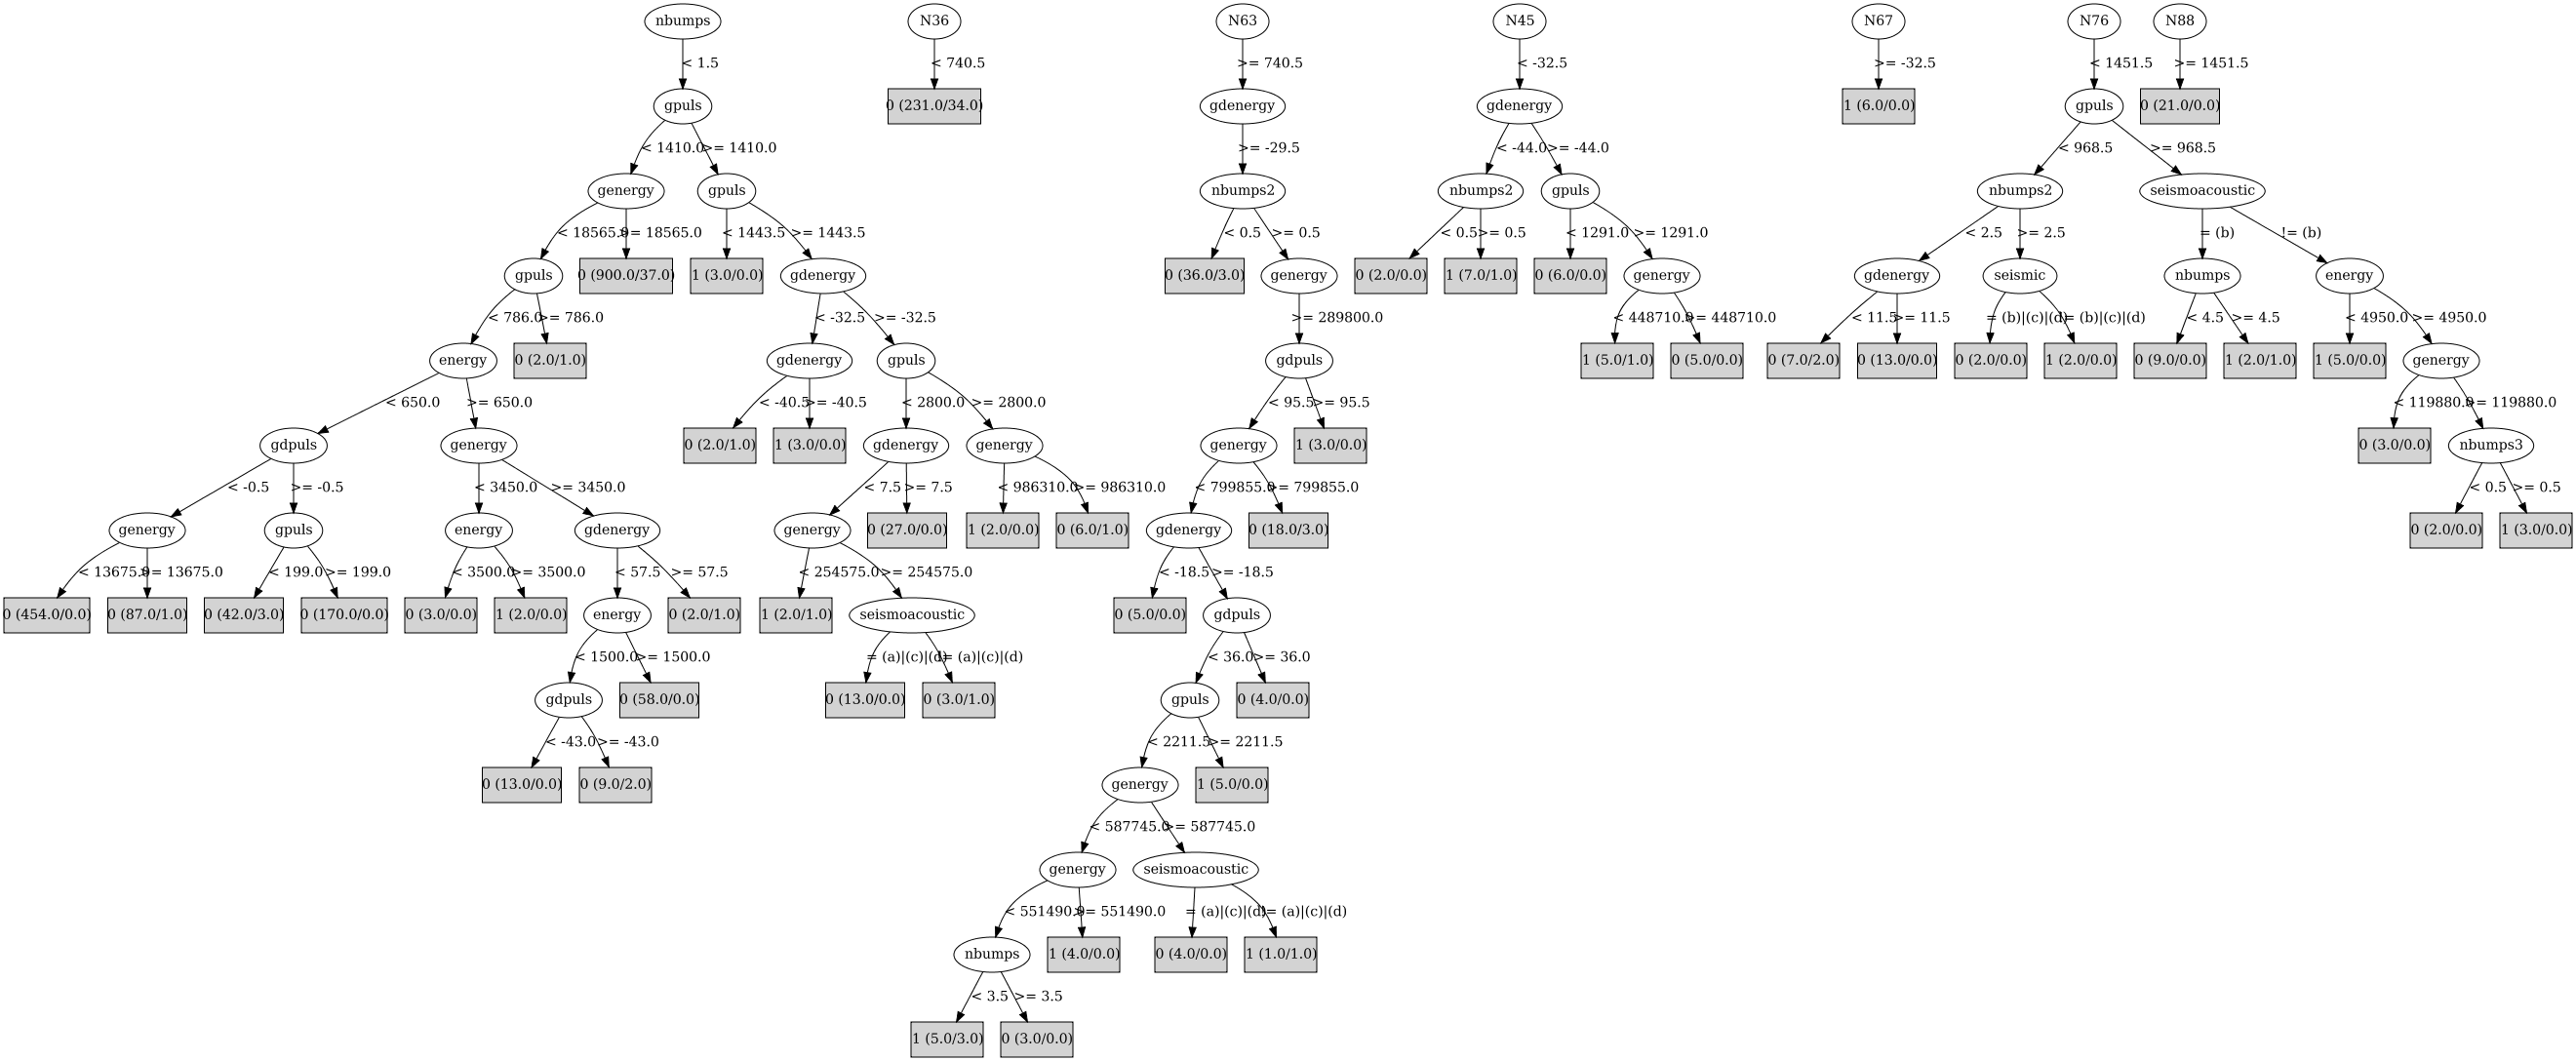 nbumps N36 N63 N45 N67 N76 N88
< 1.5 < 740.5 >= 740.5 < -32.5 >= -32.5 < 1451.5 >= 1451.5
gpuls 0 (231.0/34.0) gdenergy gdenergy 1 (6.0/0.0) gpuls 0 (21.0/0.0)
< 1410.0 >= 1410.0 >= -29.5 < -44.0 >= -44.0 < 968.5 >= 968.5
genergy gpuls nbumps2 nbumps2 gpuls nbumps2 seismoacoustic
< 18565.0 >= 18565.0 < 1443.5 >= 1443.5 < 0.5 >= 0.5 < 0.5 >= 0.5 < 1291.0 >= 1291.0 < 2.5 >= 2.5 = (b) != (b)
gpuls 0 (900.0/37.0) 1 (3.0/0.0) gdenergy 0 (36.0/3.0) genergy 0 (2.0/0.0) 1 (7.0/1.0) 0 (6.0/0.0) genergy gdenergy seismic nbumps energy
< 786.0 >= 786.0 < -32.5 >= -32.5 >= 289800.0 < 448710.0 >= 448710.0 < 11.5 >= 11.5 = (b)|(c)|(d) != (b)|(c)|(d) < 4.5 >= 4.5 < 4950.0 >= 4950.0
energy 0 (2.0/1.0) gdenergy gpuls gdpuls 1 (5.0/1.0) 0 (5.0/0.0) 0 (7.0/2.0) 0 (13.0/0.0) 0 (2.0/0.0) 1 (2.0/0.0) 0 (9.0/0.0) 1 (2.0/1.0) 1 (5.0/0.0) genergy
< 650.0 >= 650.0 < -40.5 >= -40.5 < 2800.0 >= 2800.0 < 95.5 >= 95.5 < 119880.0 >= 119880.0
gdpuls genergy 0 (2.0/1.0) 1 (3.0/0.0) gdenergy genergy genergy 1 (3.0/0.0) 0 (3.0/0.0) nbumps3
< -0.5 >= -0.5 < 3450.0 >= 3450.0 < 7.5 >= 7.5 < 986310.0 >= 986310.0 < 799855.0 >= 799855.0 < 0.5 >= 0.5
genergy gpuls energy gdenergy genergy 0 (27.0/0.0) 1 (2.0/0.0) 0 (6.0/1.0) gdenergy 0 (18.0/3.0) 0 (2.0/0.0) 1 (3.0/0.0)
< 13675.0 >= 13675.0 < 199.0 >= 199.0 < 3500.0 >= 3500.0 < 57.5 >= 57.5 < 254575.0 >= 254575.0 < -18.5 >= -18.5
0 (454.0/0.0) 0 (87.0/1.0) 0 (42.0/3.0) 0 (170.0/0.0) 0 (3.0/0.0) 1 (2.0/0.0) energy 0 (2.0/1.0) 1 (2.0/1.0) seismoacoustic 0 (5.0/0.0) gdpuls
< 1500.0 >= 1500.0 = (a)|(c)|(d) != (a)|(c)|(d) < 36.0 >= 36.0
gdpuls 0 (58.0/0.0) 0 (13.0/0.0) 0 (3.0/1.0) gpuls 0 (4.0/0.0)
< -43.0 >= -43.0 < 2211.5 >= 2211.5
0 (13.0/0.0) 0 (9.0/2.0) genergy 1 (5.0/0.0)
< 587745.0 >= 587745.0
genergy seismoacoustic
< 551490.0 >= 551490.0 = (a)|(c)|(d) != (a)|(c)|(d)
nbumps 1 (4.0/0.0) 0 (4.0/0.0) 1 (1.0/1.0)
< 3.5 >= 3.5
1 (5.0/3.0) 0 (3.0/0.0)